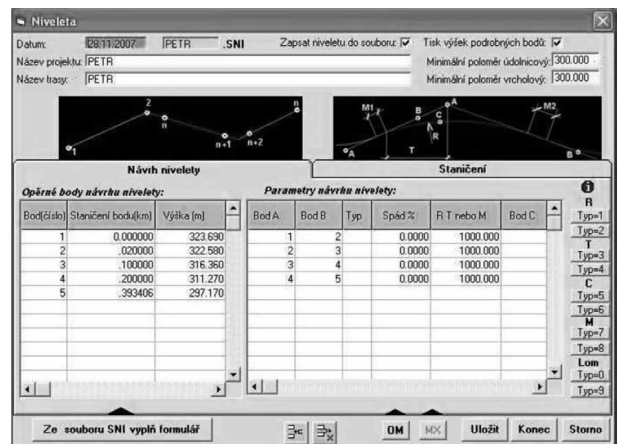 Niveleta
Datum: 28.11.2007 PETR .SNI Zapsat niveletu do souboru: Tisk výšek podrobných bodů:
Název projektu: PETR Minimální poloměr údolnicový: 300.000
Název trasy: PETR Minimální poloměr vrcholový: 300.000
1 2 n n+1 n+2 n
A M1 B C A R T M2 B
Návrh nivelety Staničení
Opěrné body návrhu nivelety: Parametry návrhu nivelety:
Bod(číslo) Staničení bodu(km) Výška (m) Bod A Bod B Typ Spád % R T nebo M Bod C
1 0.000000 323.690 1 2 0.0000 1000.000
2 .020000 322.580 2 3 0.0000 1000.000
3 .100000 316.360 3 4 0.0000 1000.000
4 .200000 311.270 4 5 0.0000 1000.000
5 .393406 297.170
R
Typ=1
Typ=2
T
Typ=3
Typ=4
C
Typ=5
Typ=6
M
Typ=7
Typ=8
Lom
Typ=0
Typ=9
Ze souboru SNI vyplň formulář OM MX Uložit Konec Storno